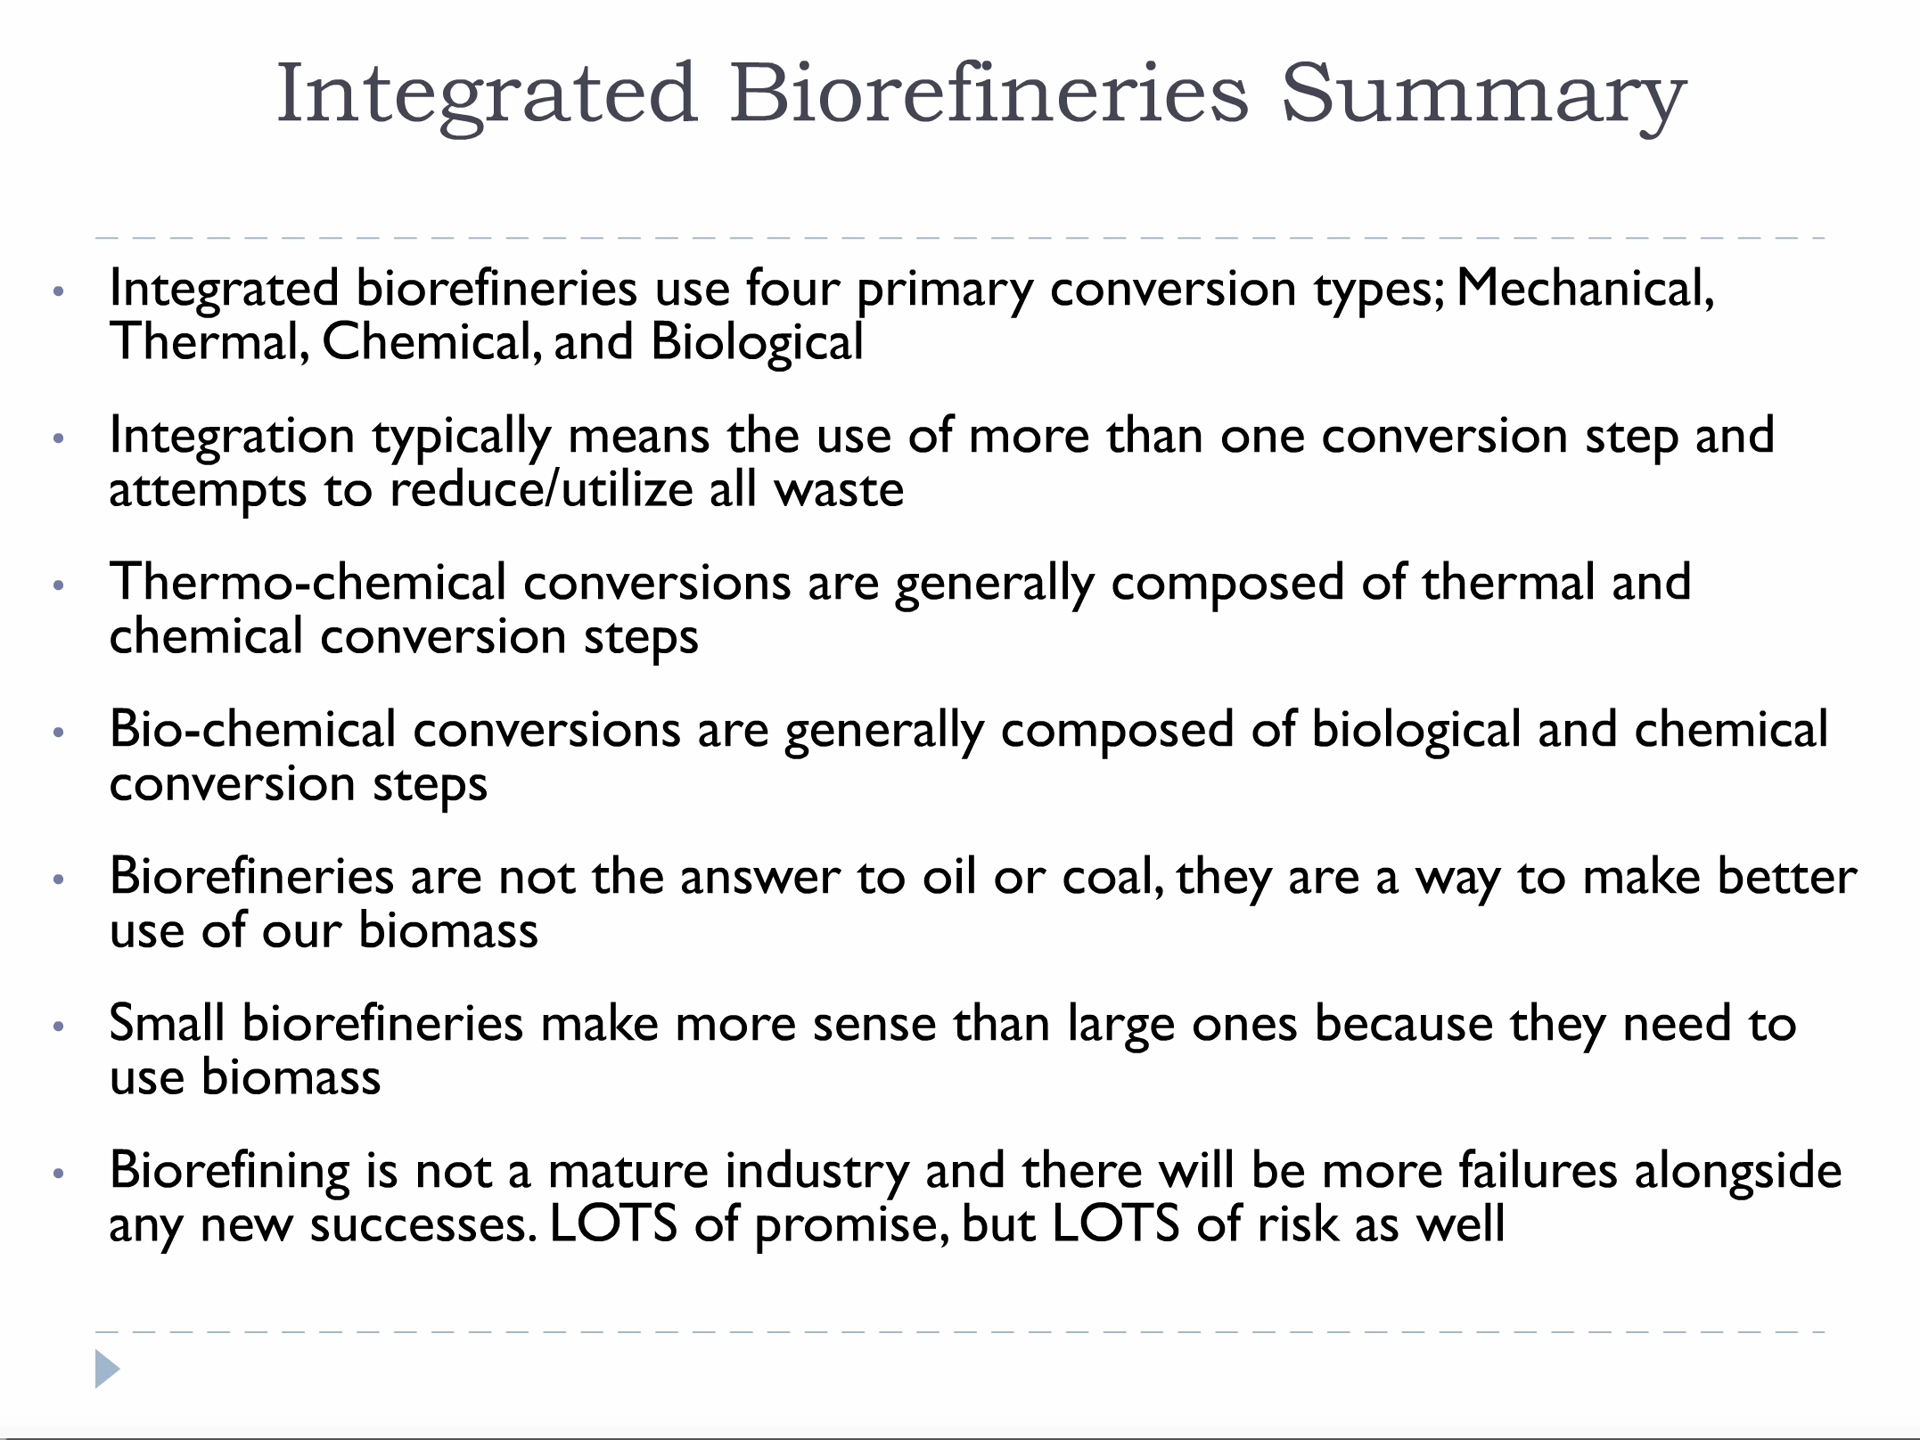 Integrated Biorefineries Summary
• Integrated biorefineries use four primary conversion types; Mechanical,
Thermal, Chemical, and Biological
• Integration typically means the use of more than one conversion step and
attempts to reduce/utilize all waste
• Thermo-chemical conversions are generally composed of thermal and
chemical conversion steps
• Bio-chemical conversions are generally composed of biological and chemical
conversion steps
• Biorefineries are not the answer to oil or coal, they are a way to make better
use of our biomass
• Small biorefineries make more sense than large ones because they need to
use biomass
• Biorefining is not a mature industry and there will be more failures alongside
any new successses. LOTS of promise, but LOTS of risk as well